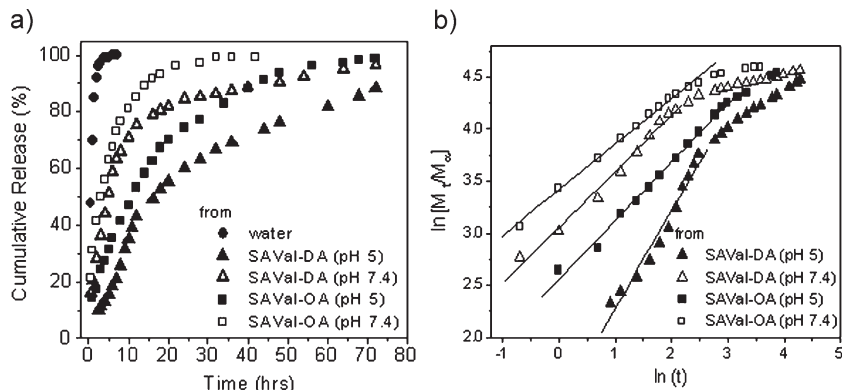 a)
100
80
60
40
20
0
Cumulative Release (%)
from
water
SAVal-DA (pH 5)
SAVal-DA (pH 7.4)
SAVal-OA (pH 5)
SAVal-OA (pH 7.4)
0 10 20 30 40 50 60 70 80
Time (hrs)
b)
4.5
4.0
3.5
3.0
2.5
2.0
ln [Mt/M∞]
from
SAVal-DA (pH 5)
SAVal-DA (pH 7.4)
SAVal-OA (pH 5)
SAVal-OA (pH 7.4)
-1 0 1 2 3 4
ln (t)